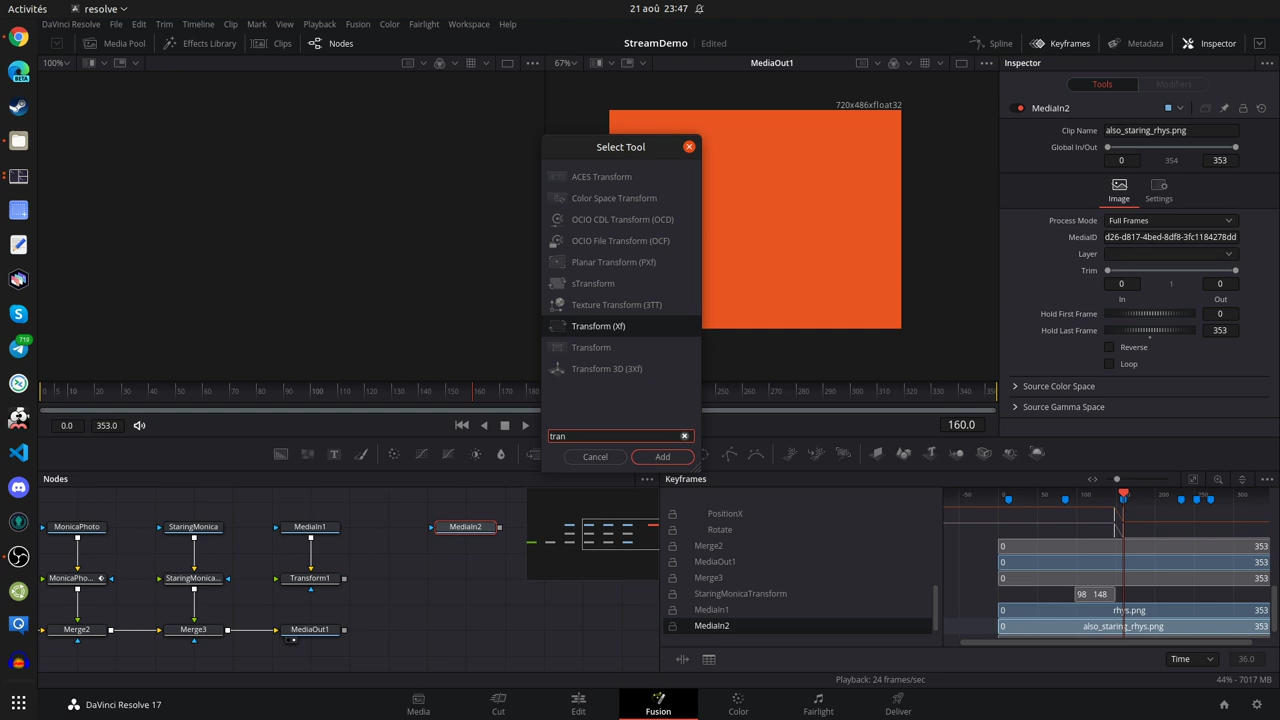 Activités
resolve
21 aoû 23:47
DaVinci Resolve File Edit Trim Timeline Clip Mark View Playback Fusion Color Fairlight Workspace Help
Media Pool Effects Library Clips Nodes
StreamDemo Edited
Spline Keyframes Metadata Inspector
100%
67%
MediaOut1
Inspector
Tools Modifiers
720x486xfloat32
MediaIn2
Clip Name also_staring_rhys.png
Global In/Out
0 354 353
Image Settings
Process Mode Full Frames
MediaID d26-d817-4bed-8df8-3fc1184278dd
Layer
Trim
0 1 0
In Out
Hold First Frame 0
Hold Last Frame 353
Reverse
Loop
Source Color Space
Source Gamma Space
Select Tool
ACES Transform
Color Space Transform
OCIO CDL Transform (OCD)
OCIO File Transform (OCF)
Planar Transform (PXf)
sTransform
Texture Transform (3TT)
Transform (Xf)
Transform
Transform 3D (3Xf)
tran
Cancel Add
0.0 353.0
160.0
Nodes
MonicaPhoto StaringMonica MediaIn1 MediaIn2
MonicaPho... StaringMonica... Transform1
Merge2 Merge3 MediaOut1
Keyframes
-50 0 100 200 300
PositionX
Rotate
Merge2 0 353
MediaOut1 0 353
Merge3 0 353
StaringMonicaTransform 98 148
MediaIn1 0 rhys.png 353
MediaIn2 0 also_staring_rhys.png 353
Time 36.0
Playback: 24 frames/sec
44% - 7017 MB
DaVinci Resolve 17
Media Cut Edit Fusion Color Fairlight Deliver